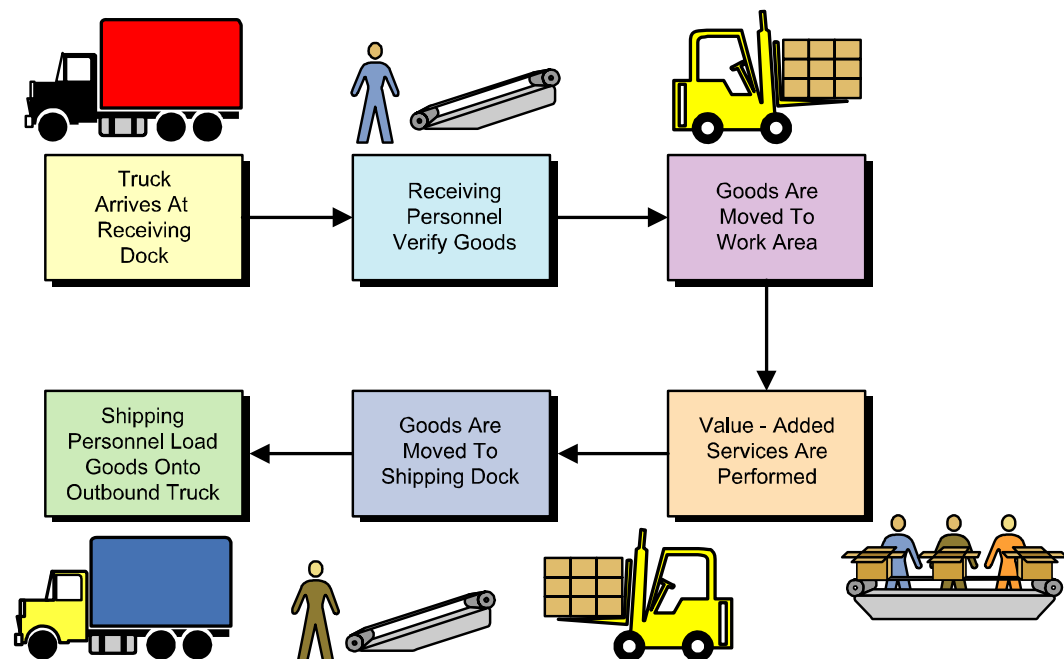 Truck
Arrives At
Receiving
Dock
Receiving
Personnel
Verify Goods
Goods Are
Moved To
Work Area
Value - Added
Services Are
Performed
Goods Are
Moved To
Shipping Dock
Shipping
Personnel Load
Goods Onto
Outbound Truck